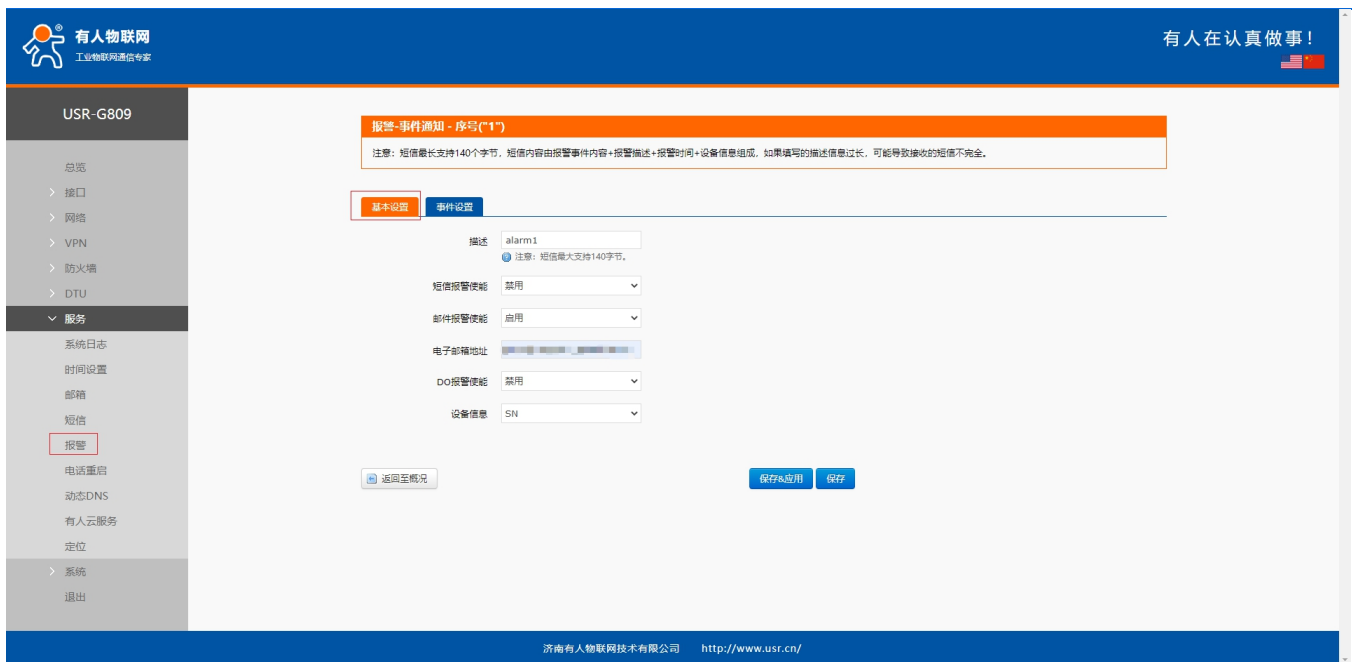 有人物联网
工业物联网通信专家
有人在认真做事！
USR-G809
总览
接口
网络
VPN
防火墙
DTU
服务
系统日志
时间设置
邮箱
短信
报警
电话重启
动态DNS
有人云服务
定位
系统
退出
报警-事件通知 - 序号("1")
注意：短信最长支持140个字节，短信内容由报警事件内容+报警描述+报警时间+设备信息组成，如果填写的描述信息过长，可能导致接收的短信不完全。
基本设置 事件设置
描述 alarm1
注意：短信最大支持140字节。
短信报警使能 禁用
邮件报警使能 启用
电子邮箱地址
DO报警使能 禁用
设备信息 SN
返回至概况 保存&应用 保存
济南有人物联网技术有限公司 http://www.usr.cn/